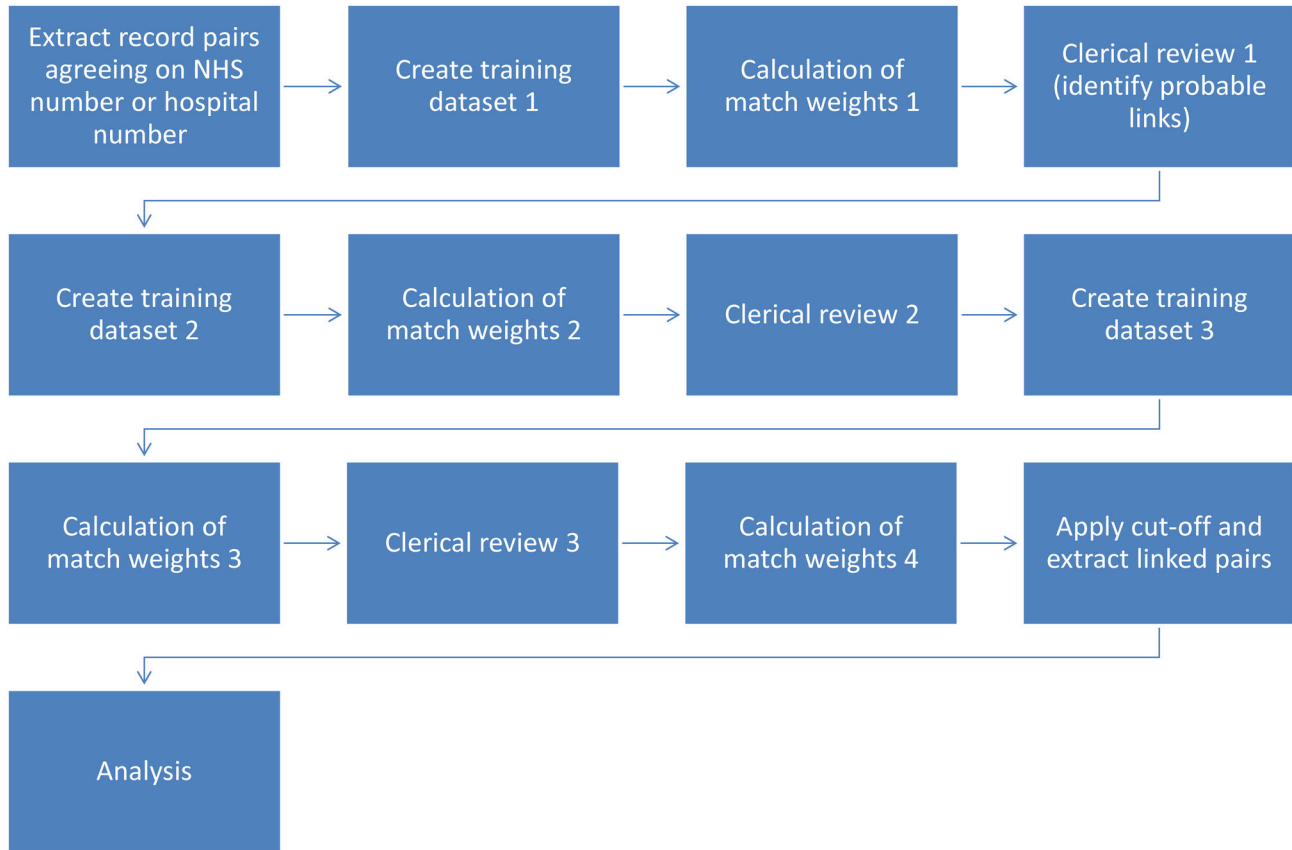 Extract record pairs
agreeing on NHS
number or hospital
number
Create training
dataset 1
Calculation of
match weights 1
Clerical review 1
(identify probable
links)
Create training
dataset 2
Calculation of
match weights 2
Clerical review 2
Create training
dataset 3
Calculation of
match weights 3
Clerical review 3
Calculation of
match weights 4
Apply cut-off and
extract linked pairs
Analysis